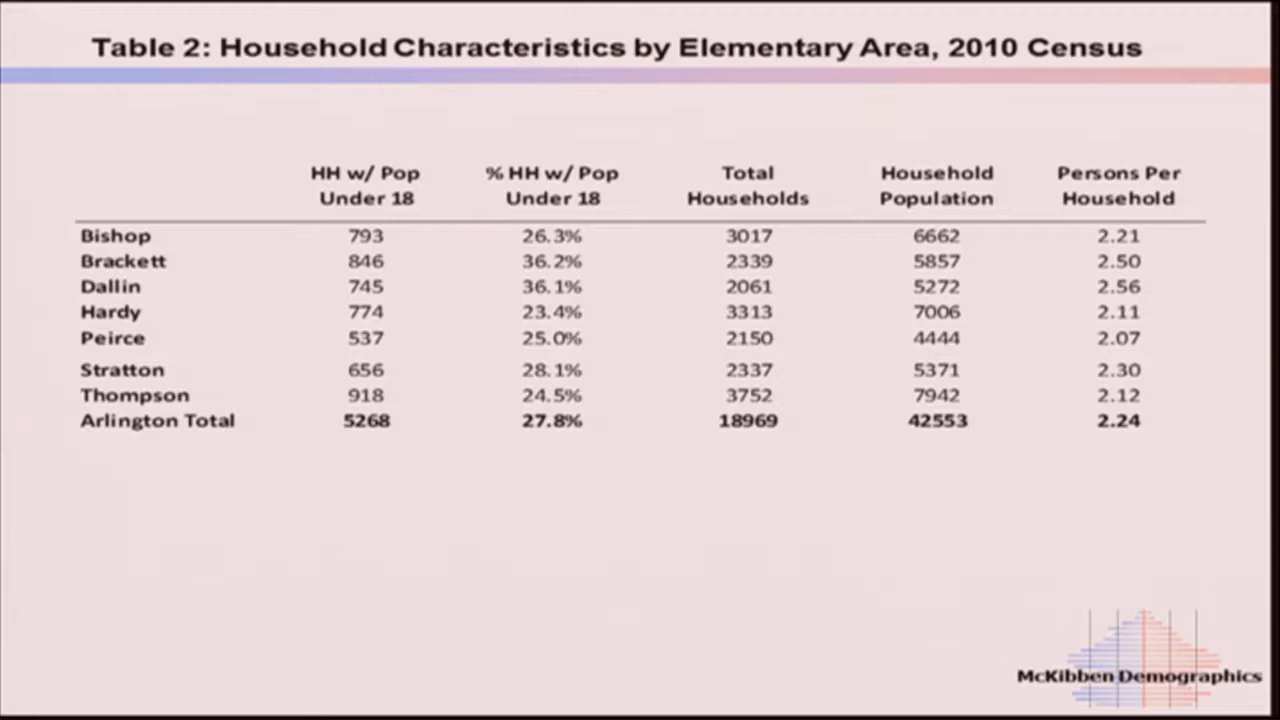 Table 2: Household Characteristics by Elementary Area, 2010 Census
HH w/ Pop Under 18 % HH w/ Pop Under 18 Total Households Household Population Persons Per Household
Bishop 793 26.3% 3017 6662 2.21
Brackett 846 36.2% 2339 5857 2.50
Dallin 745 36.1% 2061 5272 2.56
Hardy 774 23.4% 3313 7006 2.11
Peirce 537 25.0% 2150 4444 2.07
Stratton 656 28.1% 2337 5371 2.30
Thompson 918 24.5% 3752 7942 2.12
Arlington Total 5268 27.8% 18969 42553 2.24
McKibben Demographics